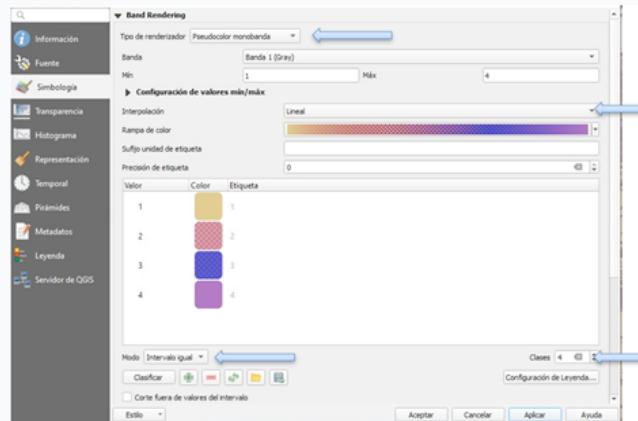 Band Rendering
Tipo de renderizador Pseudocolor monobanda
Banda Banda 1 (Gray)
Mín 1 Máx 4
Configuración de valores min/máx
Interpolación Lineal
Rampa de color
Sufijo unidad de etiqueta
Precisión de etiqueta 0
Valor Color Etiqueta
1 1
2 2
3 3
4 4
Modo Intervalo igual Clases 4
Clasificar Configuración de Leyenda...
Corte fuera de valores del intervalo
Estilo Aceptar Cancelar Aplicar Ayuda
Información
Fuente
Simbología
Transparencia
Histograma
Representación
Temporal
Pirámides
Metadatos
Leyenda
Servidor de QGIS